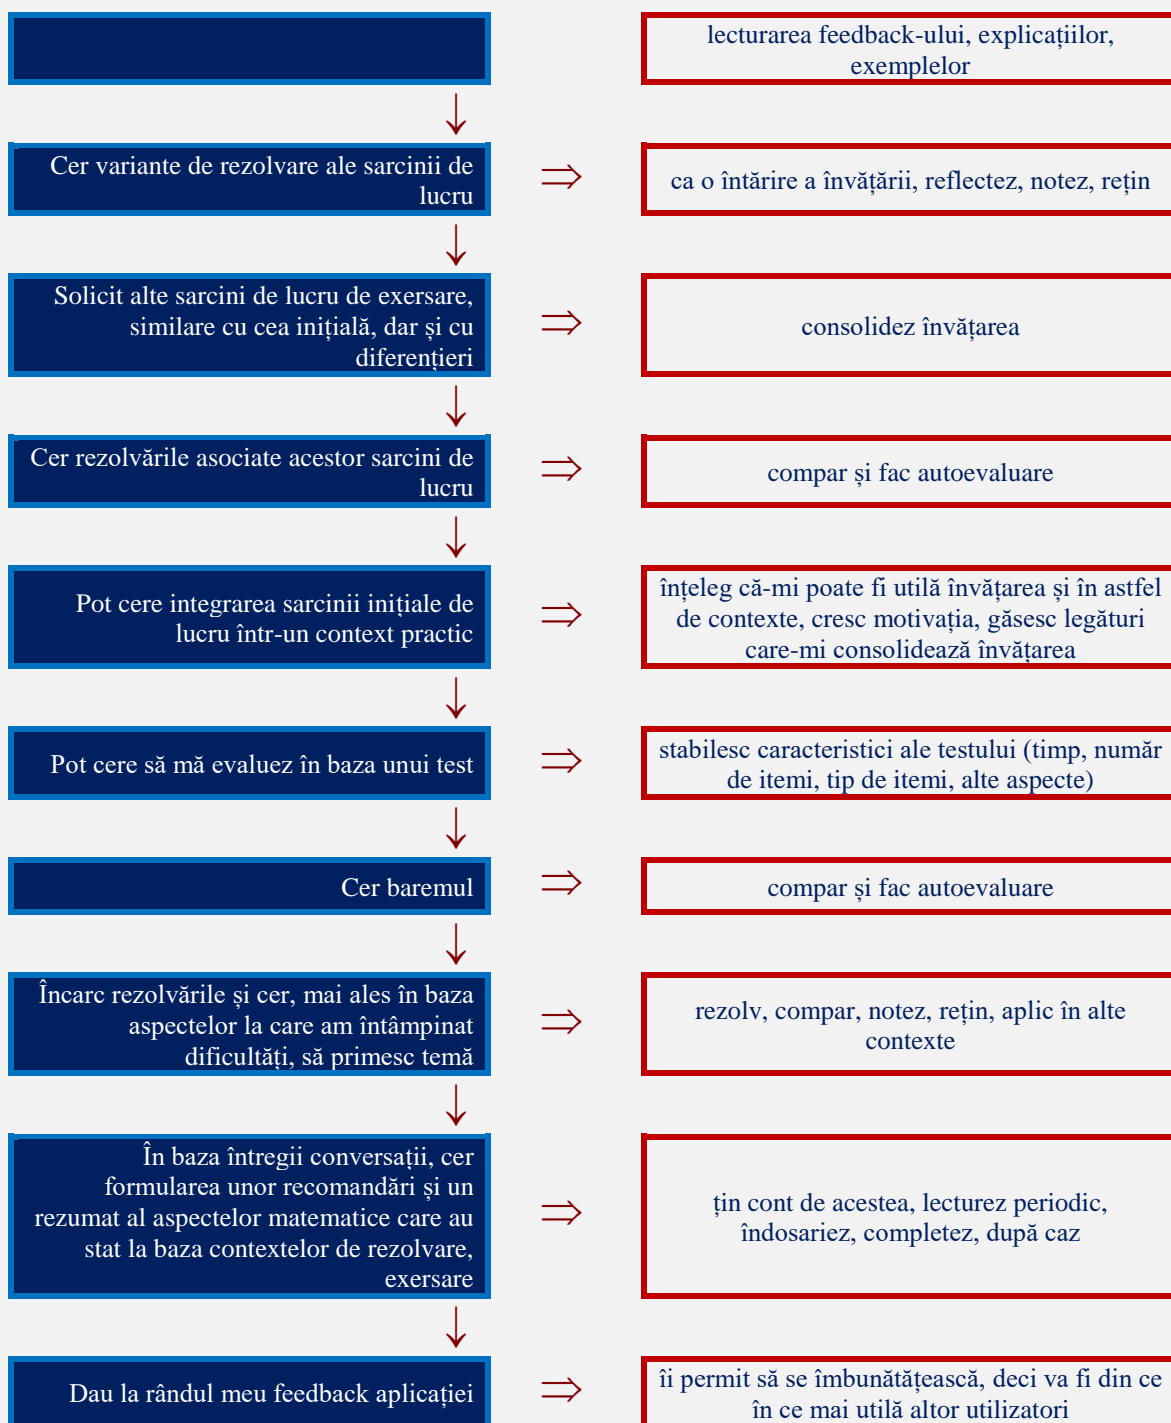 lecturarea feedback-ului, explicațiilor,
exemplelor
↓
Cer variante de rezolvare ale sarcinii de
lucru
⇒
ca o întărire a învățării, reflectez, notez, rețin
↓
Solicit alte sarcini de lucru de exersare,
similare cu cea inițială, dar și cu
diferențieri
⇒
consolidez învățarea
↓
Cer rezolvările asociate acestor sarcini de
lucru
⇒
compar și fac autoevaluare
↓
Pot cere integrarea sarcinii inițiale de
lucru într-un context practic
⇒
înțeleg că-mi poate fi utilă învățarea și în astfel
de contexte, cresc motivația, găsesc legături
care-mi consolidează învățarea
↓
Pot cere să mă evaluez în baza unui test
⇒
stabilesc caracteristici ale testului (timp, număr
de itemi, tip de itemi, alte aspecte)
↓
Cer baremul
⇒
compar și fac autoevaluare
↓
Încarc rezolvările și cer, mai ales în baza
aspectelor la care am întâmpinat
dificultăți, să primesc temă
⇒
rezolv, compar, notez, rețin, aplic în alte
contexte
↓
În baza întregii conversații, cer
formularea unor recomandări și un
rezumat al aspectelor matematice care au
stat la baza contextelor de rezolvare,
exersare
⇒
țin cont de acestea, lecturez periodic,
îndosariez, completez, după caz
↓
Dau la rândul meu feedback aplicației
⇒
îi permit să se îmbunătățească, deci va fi din ce
în ce mai utilă altor utilizatori